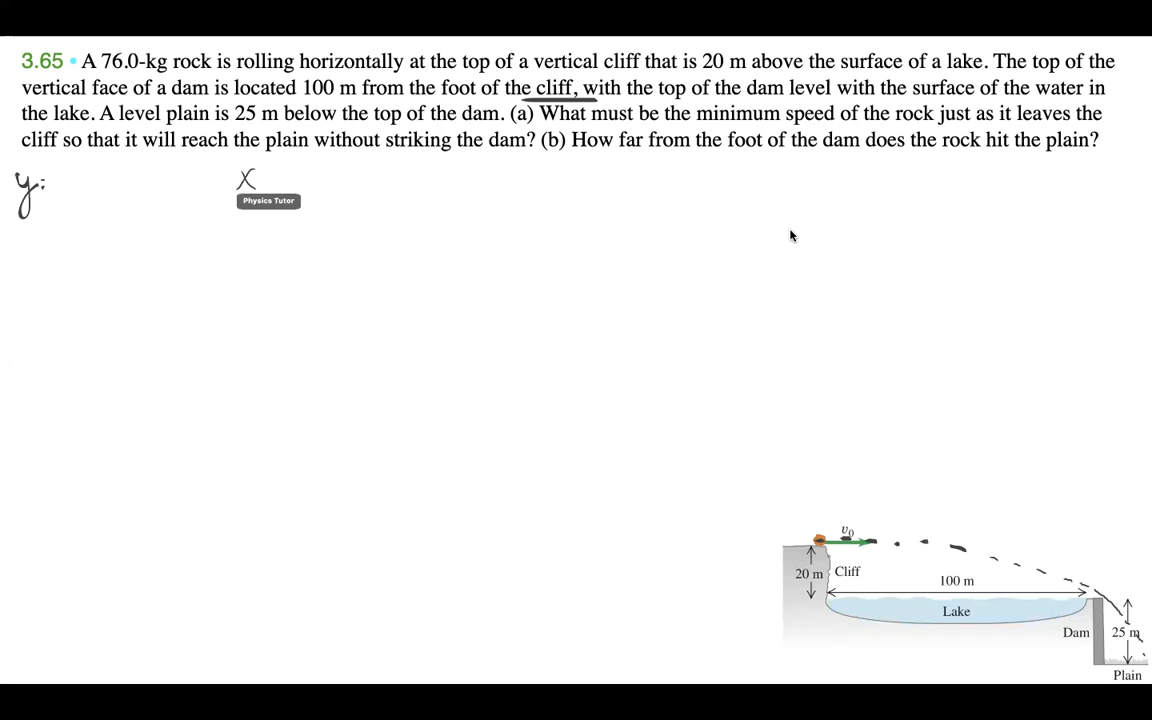 3.65 • A 76.0-kg rock is rolling horizontally at the top of a vertical cliff that is 20 m above the surface of a lake. The top of the
vertical face of a dam is located 100 m from the foot of the cliff, with the top of the dam level with the surface of the water in
the lake. A level plain is 25 m below the top of the dam. (a) What must be the minimum speed of the rock just as it leaves the
cliff so that it will reach the plain without striking the dam? (b) How far from the foot of the dam does the rock hit the plain?
y: x
Physics Tutor
v₀
20 m Cliff
100 m
Lake
Dam 25 m
Plain